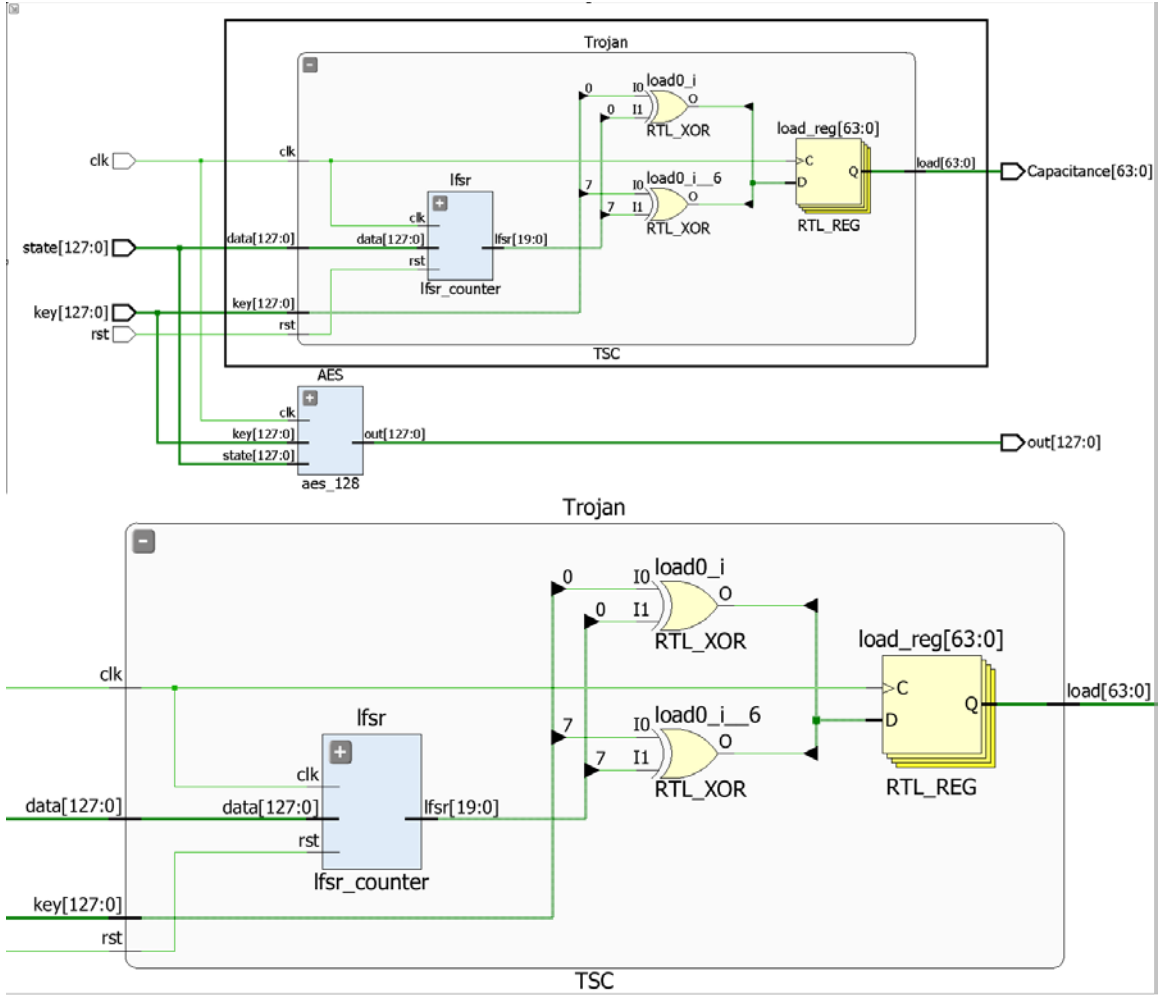 Trojan
load0_i
0 I0 O
0 I1
RTL_XOR
load_reg[63:0]
clk
clk
C
load[63:0]
Capacitance[63:0]
Q
D
lfsr
load0_i__6
7 I0 O
7 I1
RTL_XOR
RTL_REG
clk
state[127:0]
data[127:0]
data[127:0]
lfsr[19:0]
rst
lfsr_counter
key[127:0]
key[127:0]
rst
rst
TSC
AES
clk
key[127:0]
out[127:0]
out[127:0]
state[127:0]
aes_128
Trojan
load0_i
0 I0 O
0 I1
RTL_XOR
load_reg[63:0]
clk
C
load[63:0]
Q
D
lfsr
load0_i__6
7 I0 O
7 I1
RTL_XOR
RTL_REG
clk
data[127:0]
data[127:0]
lfsr[19:0]
rst
lfsr_counter
key[127:0]
rst
TSC